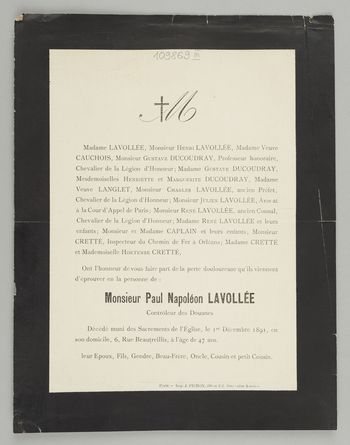 109869
M
Madame LAVOLLÉE, Monsieur HENRI LAVOLLÉE, Madame Veuve
CAUCHOIS, Monsieur GUSTAVE DUCOUDRAY, Professeur honoraire,
Chevalier de la Légion d'Honneur; Madame GUSTAVE DUCOUDRAY,
Mesdemoiselles HENRIETTE et MARGUERITE DUCOUDRAY, Madame
Veuve LANGLET, Monsieur CHARLES LAVOLLÉE, ancien Préfet,
Chevalier de la Légion d'Honneur; Monsieur JULIEN LAVOLLÉE, Avocat
à la Cour d'Appel de Paris; Monsieur RENÉ LAVOLLÉE, ancien Consul,
Chevalier de la Légion d'Honneur; Madame RENÉ LAVOLLÉE et leurs
enfants; Monsieur et Madame CAPLAIN et leurs enfants, Monsieur
CRETTÉ, Inspecteur du Chemin de Fer à Orléans; Madame CRETTÉ
et Mademoiselle HORTENSE CRETTÉ,
Ont l'honneur de vous faire part de la perte douloureuse qu'ils viennent
d'éprouver en la personne de:
Monsieur Paul Napoléon LAVOLLÉE
Contrôleur des Douanes
Décédé muni des Sacrements de l'Église, le 1er Décembre 1891, en
son domicile, 6, Rue Beautreillis, à l'âge de 47 ans.
leur Epoux, Fils, Gendre, Beau-Frère, Oncle, Cousin et petit Cousin.